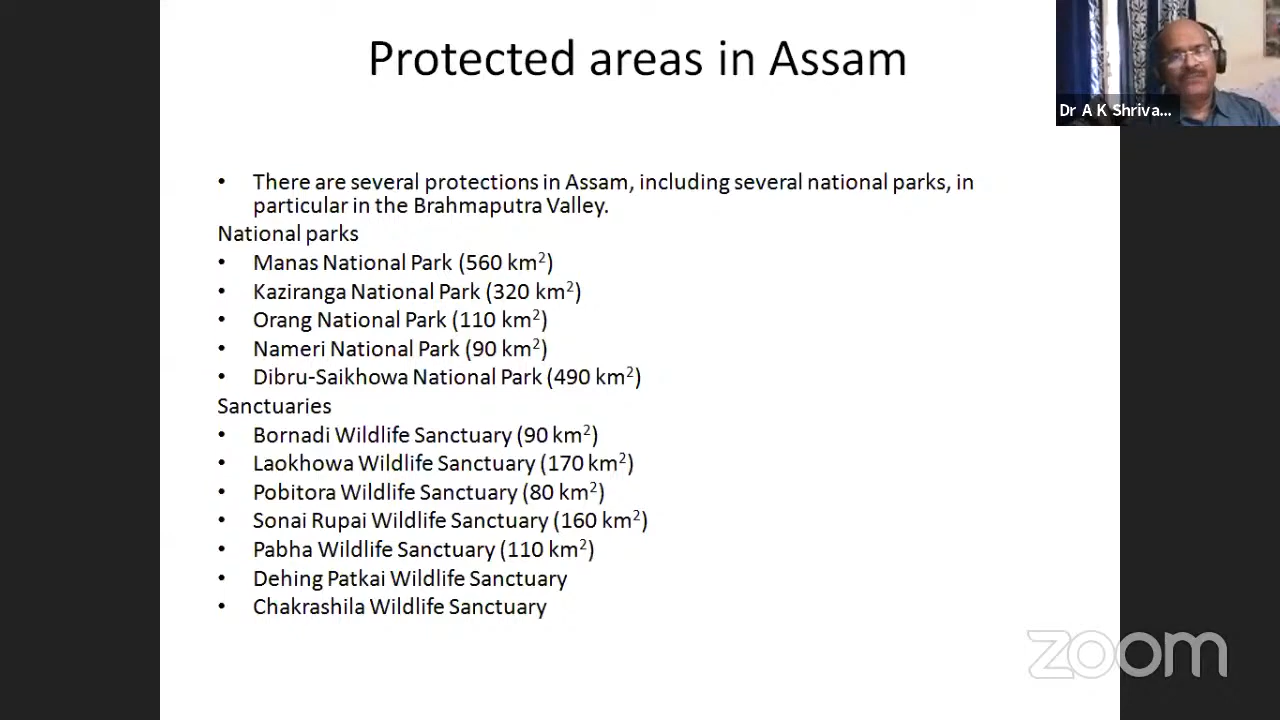 Protected areas in Assam
Dr A K Shriva...
• There are several protections in Assam, including several national parks, in
particular in the Brahmaputra Valley.
National parks
• Manas National Park (560 km²)
• Kaziranga National Park (320 km²)
• Orang National Park (110 km²)
• Nameri National Park (90 km²)
• Dibru-Saikhowa National Park (490 km²)
Sanctuaries
• Bornadi Wildlife Sanctuary (90 km²)
• Laokhowa Wildlife Sanctuary (170 km²)
• Pobitora Wildlife Sanctuary (80 km²)
• Sonai Rupai Wildlife Sanctuary (160 km²)
• Pabha Wildlife Sanctuary (110 km²)
• Dehing Patkai Wildlife Sanctuary
• Chakrashila Wildlife Sanctuary
zoom